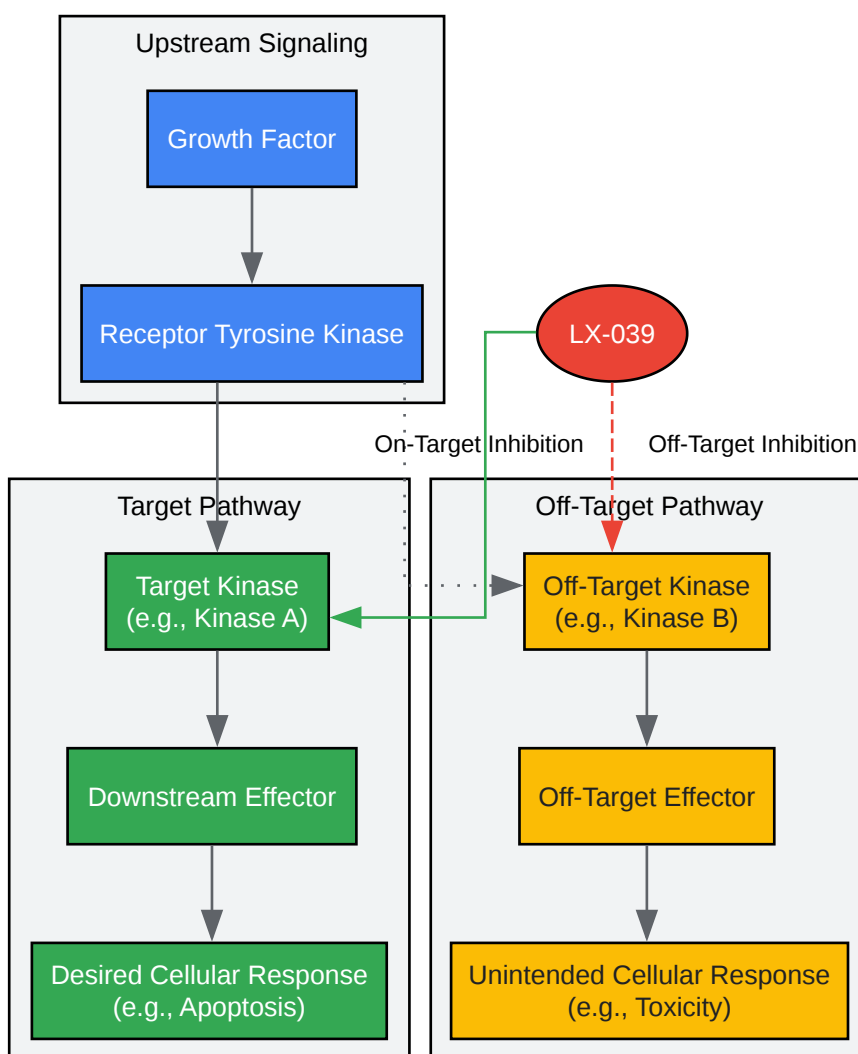 Upstream Signaling
Growth Factor
Receptor Tyrosine Kinase
LX-039
On-Target Inhibition
Off-Target Inhibition
Target Pathway
Target Kinase
(e.g., Kinase A)
Downstream Effector
Desired Cellular Response
(e.g., Apoptosis)
Off-Target Pathway
Off-Target Kinase
(e.g., Kinase B)
Off-Target Effector
Unintended Cellular Response
(e.g., Toxicity)